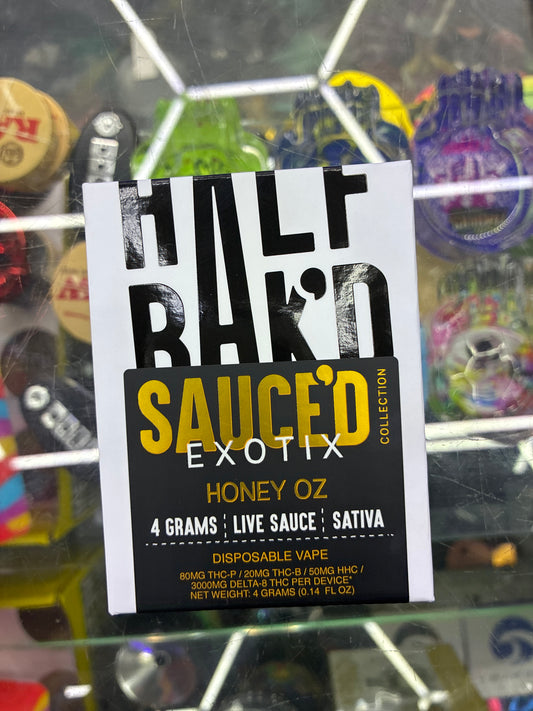 HALF
BAK'D
SAUCE'D
COLLECTION
EXOTIX
HONEY OZ
4 GRAMS LIVE SAUCE SATIVA
DISPOSABLE VAPE
80MG THC-P / 20MG THC-B / 50MG HHC /
3000MG DELTA-8 THC PER DEVICE*
NET WEIGHT: 4 GRAMS (0.14 FL OZ)